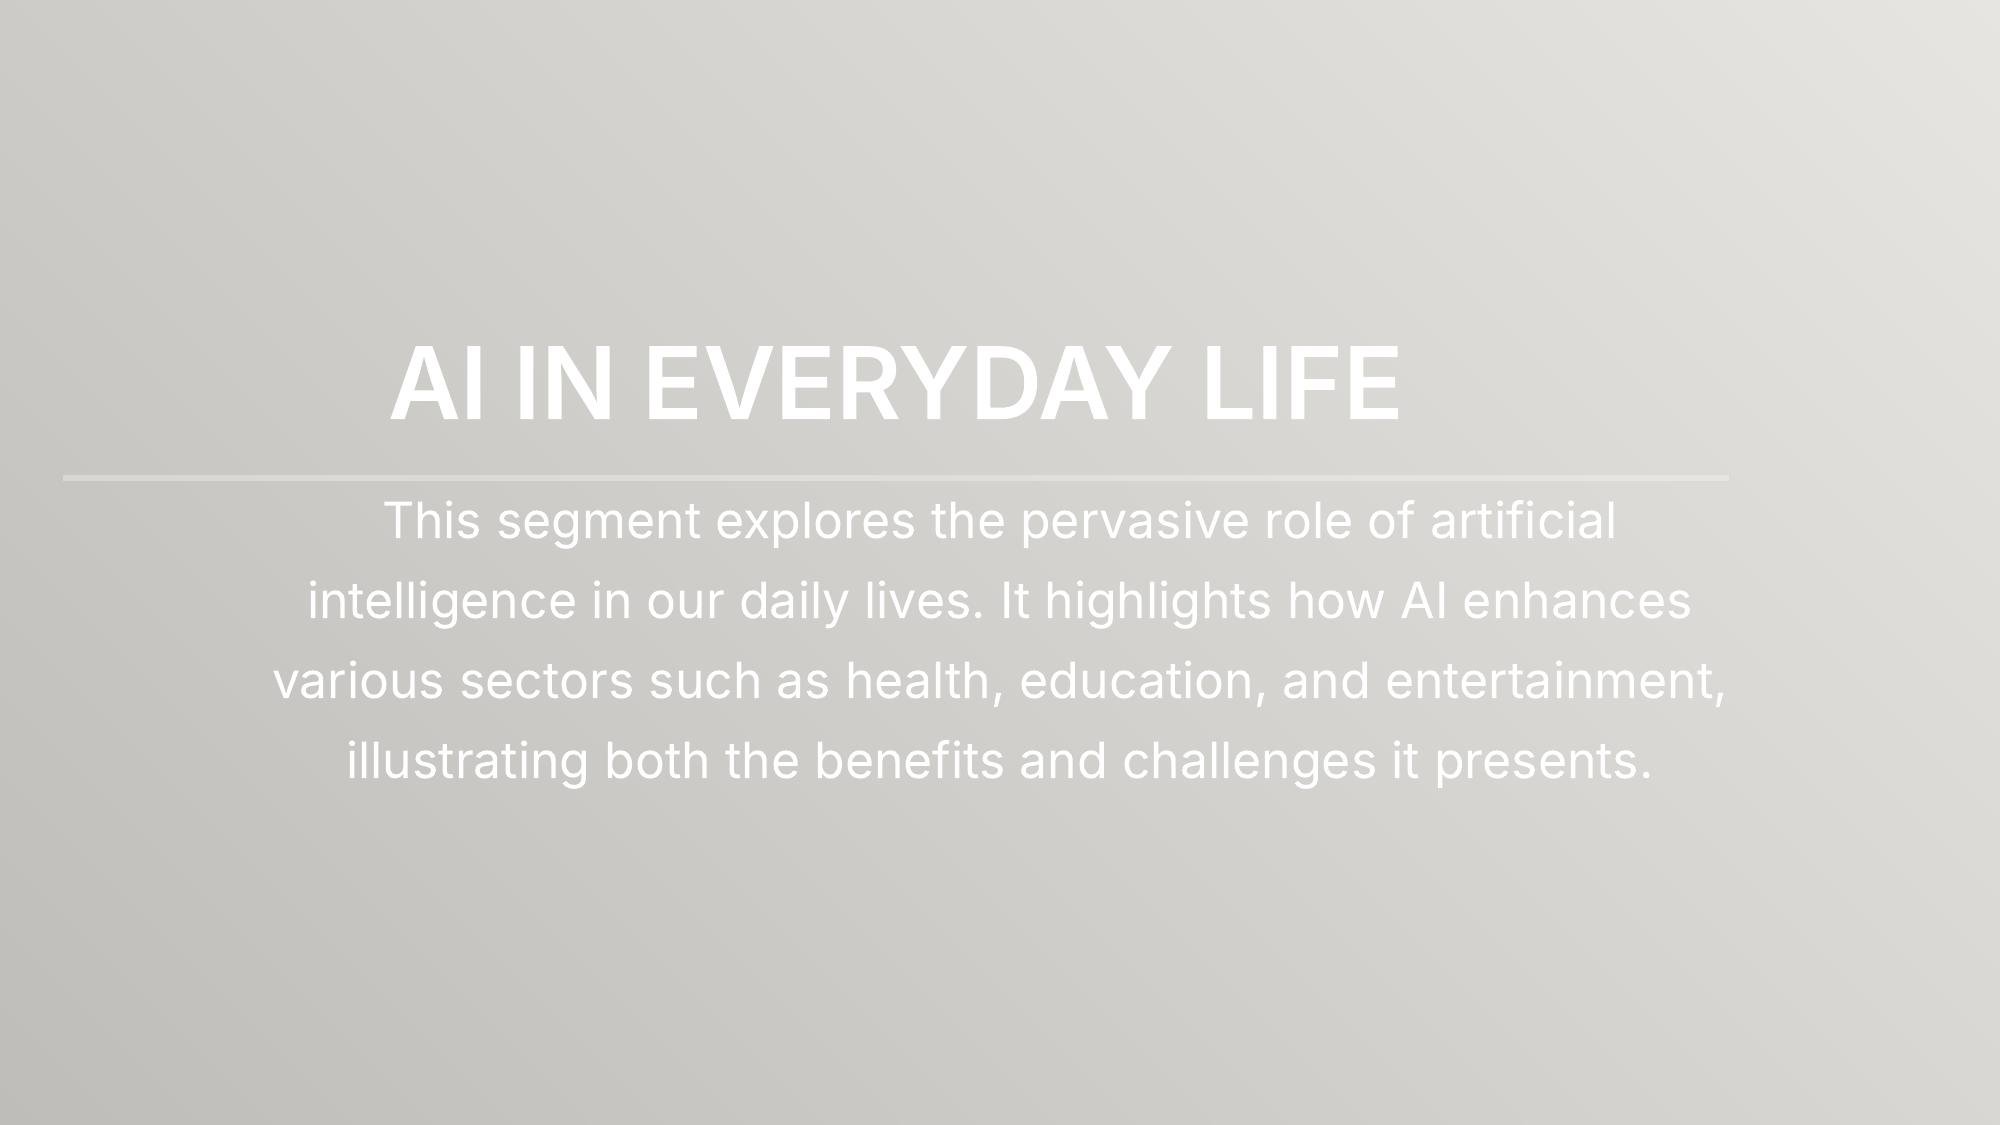 AI IN EVERYDAY LIFE
This segment explores the pervasive role of artificial
intelligence in our daily lives. It highlights how AI enhances
various sectors such as health, education, and entertainment,
illustrating both the benefits and challenges it presents.